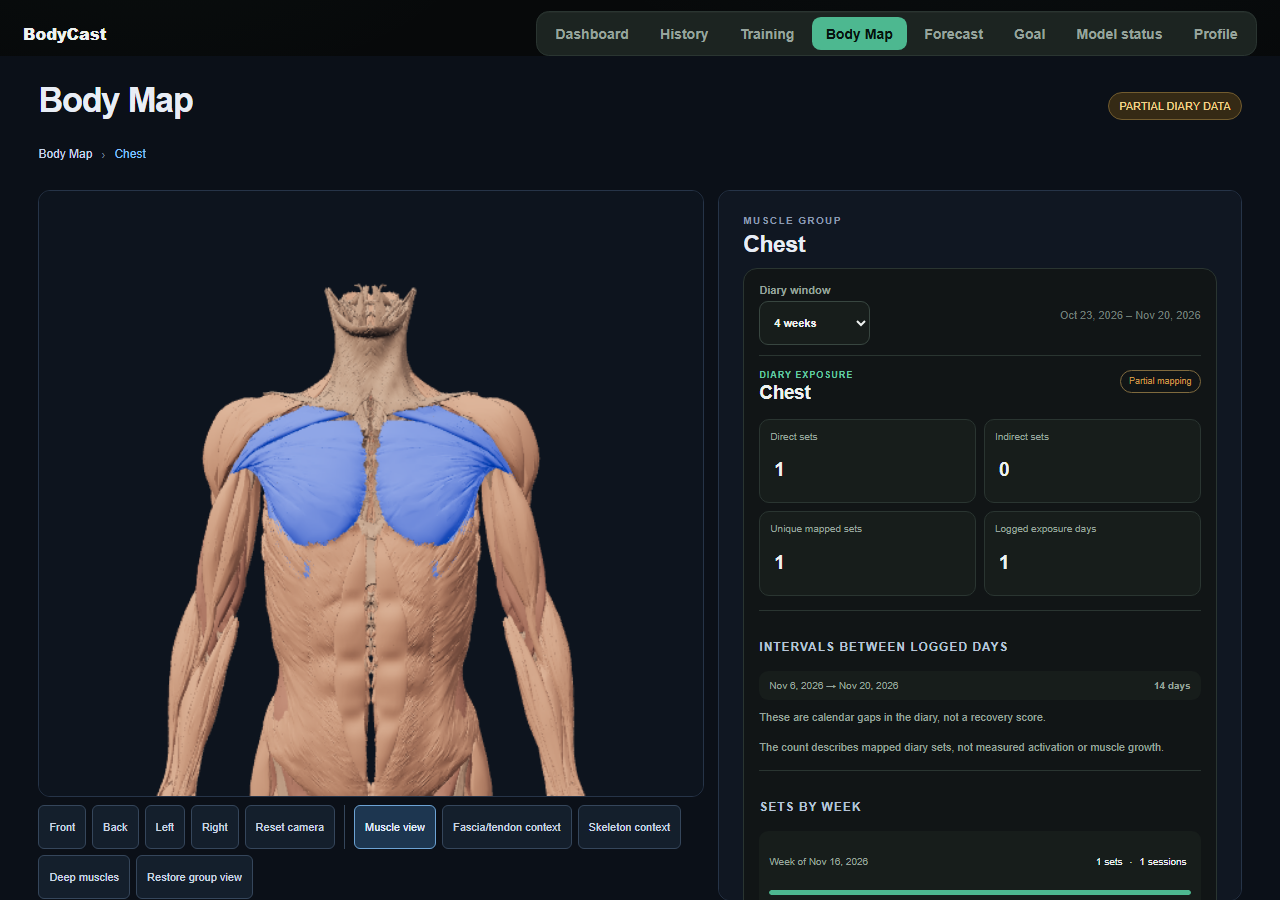 BodyCast
Dashboard History Training Body Map Forecast Goal Model status Profile
Body Map
PARTIAL DIARY DATA
Body Map › Chest
MUSCLE GROUP
Chest
Diary window
4 weeks
Oct 23, 2026 – Nov 20, 2026
DIARY EXPOSURE
Chest
Partial mapping
Direct sets
1
Indirect sets
0
Unique mapped sets
1
Logged exposure days
1
INTERVALS BETWEEN LOGGED DAYS
Nov 6, 2026 → Nov 20, 2026 14 days
These are calendar gaps in the diary, not a recovery score.
The count describes mapped diary sets, not measured activation or muscle growth.
SETS BY WEEK
Week of Nov 16, 2026 1 sets · 1 sessions
Front Back Left Right Reset camera Muscle view Fascia/tendon context Skeleton context
Deep muscles Restore group view